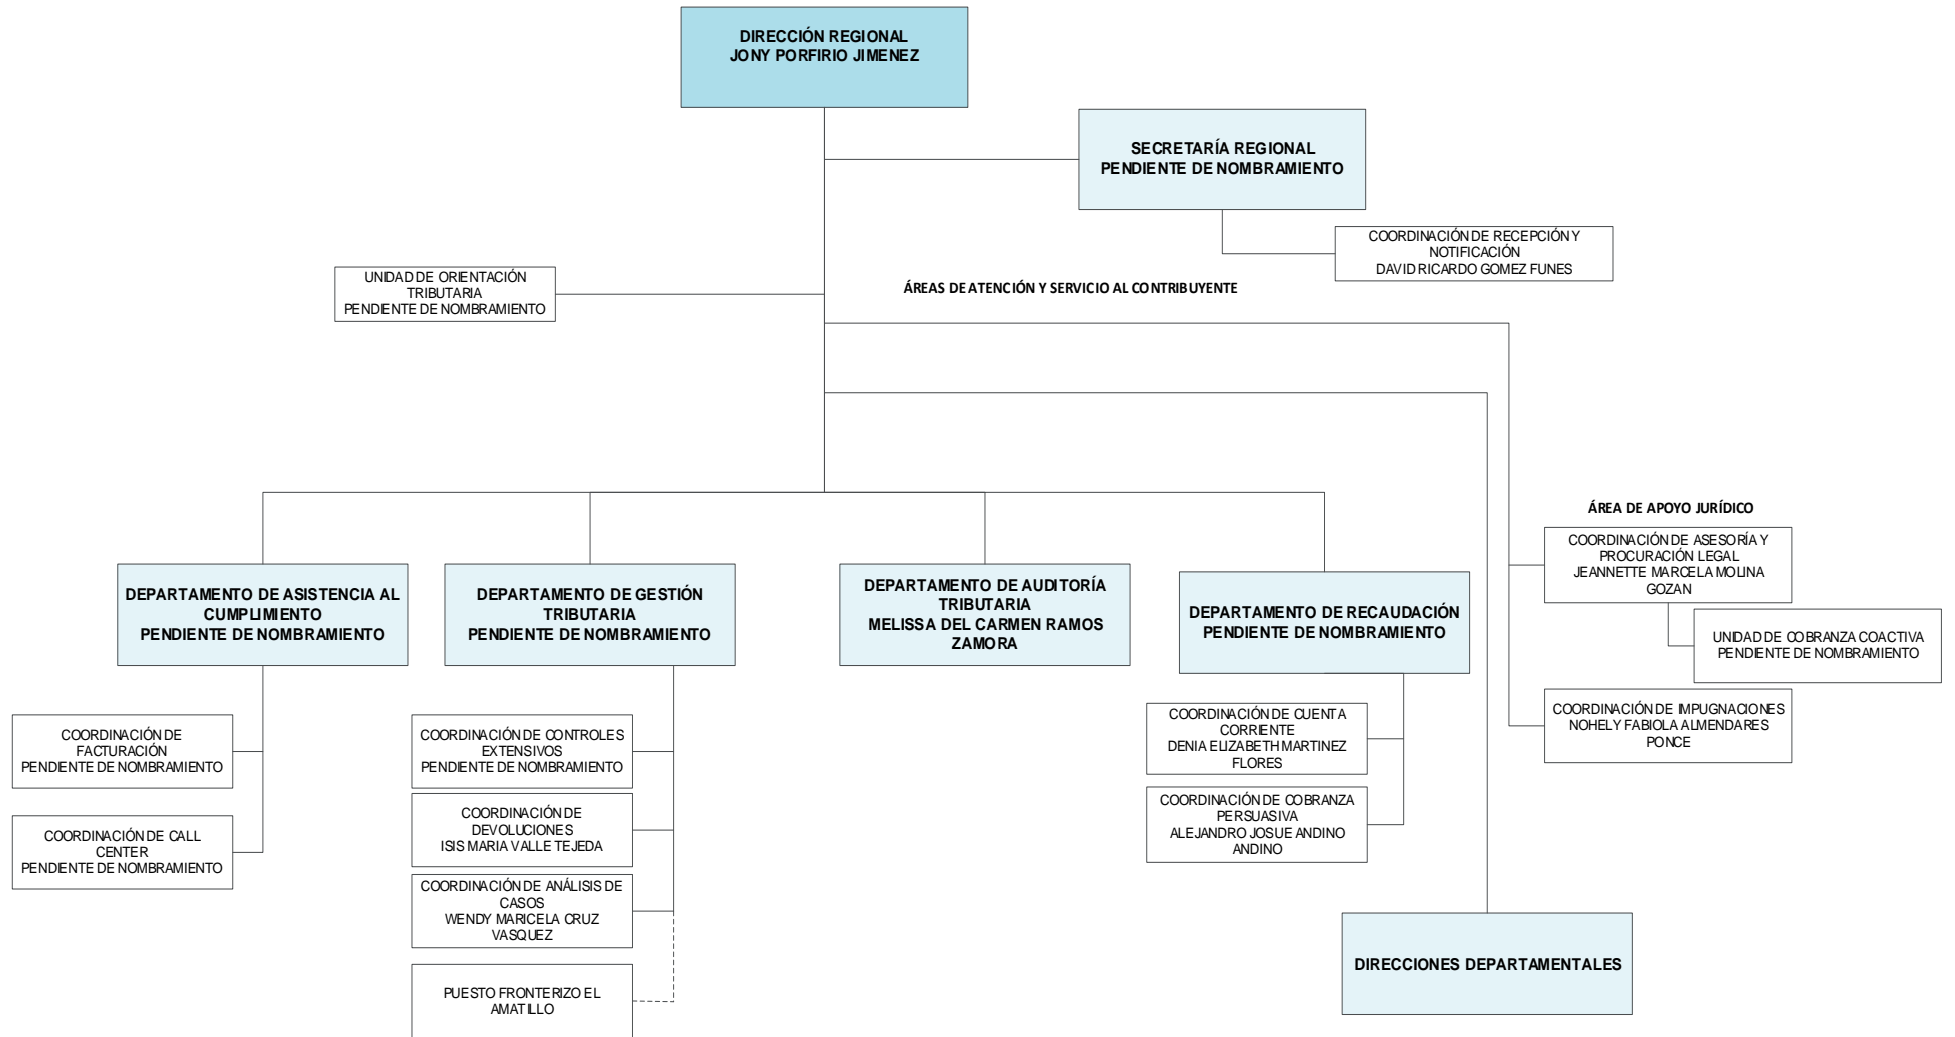 DIRECCIÓN REGIONAL
JONY PORFIRIO JIMENEZ
SECRETARÍA REGIONAL
PENDIENTE DE NOMBRAMIENTO
COORDINACIÓN DE RECEPCIÓN Y
NOTIFICACIÓN
DAVID RICARDO GOMEZ FUNES
UNIDAD DE ORIENTACIÓN
TRIBUTARIA
PENDIENTE DE NOMBRAMIENTO
ÁREAS DE ATENCIÓN Y SERVICIO AL CONTRIBUYENTE
ÁREA DE APOYO JURÍDICO
COORDINACIÓN DE ASESORÍA Y
PROCURACIÓN LEGAL
JEANNETTE MARCELA MOLINA
GOZAN
UNIDAD DE COBRANZA COACTIVA
PENDIENTE DE NOMBRAMIENTO
COORDINACIÓN DE IMPUGNACIONES
NOHELY FABIOLA ALMENDARES
PONCE
DEPARTAMENTO DE ASISTENCIA AL
CUMPLIMIENTO
PENDIENTE DE NOMBRAMIENTO
DEPARTAMENTO DE GESTIÓN
TRIBUTARIA
PENDIENTE DE NOMBRAMIENTO
DEPARTAMENTO DE AUDITORÍA
TRIBUTARIA
MELISSA DEL CARMEN RAMOS
ZAMORA
DEPARTAMENTO DE RECAUDACIÓN
PENDIENTE DE NOMBRAMIENTO
COORDINACIÓN DE
FACTURACIÓN
PENDIENTE DE NOMBRAMIENTO
COORDINACIÓN DE CALL
CENTER
PENDIENTE DE NOMBRAMIENTO
COORDINACIÓN DE CONTROLES
EXTENSIVOS
PENDIENTE DE NOMBRAMIENTO
COORDINACIÓN DE
DEVOLUCIONES
ISIS MARIA VALLE TEJEDA
COORDINACIÓN DE ANÁLISIS DE
CASOS
WENDY MARICELA CRUZ
VASQUEZ
PUESTO FRONTERIZO EL
AMATILLO
COORDINACIÓN DE CUENTA
CORRIENTE
DENIA ELIZABETH MARTINEZ
FLORES
COORDINACIÓN DE COBRANZA
PERSUASIVA
ALEJANDRO JOSUE ANDINO
ANDINO
DIRECCIONES DEPARTAMENTALES